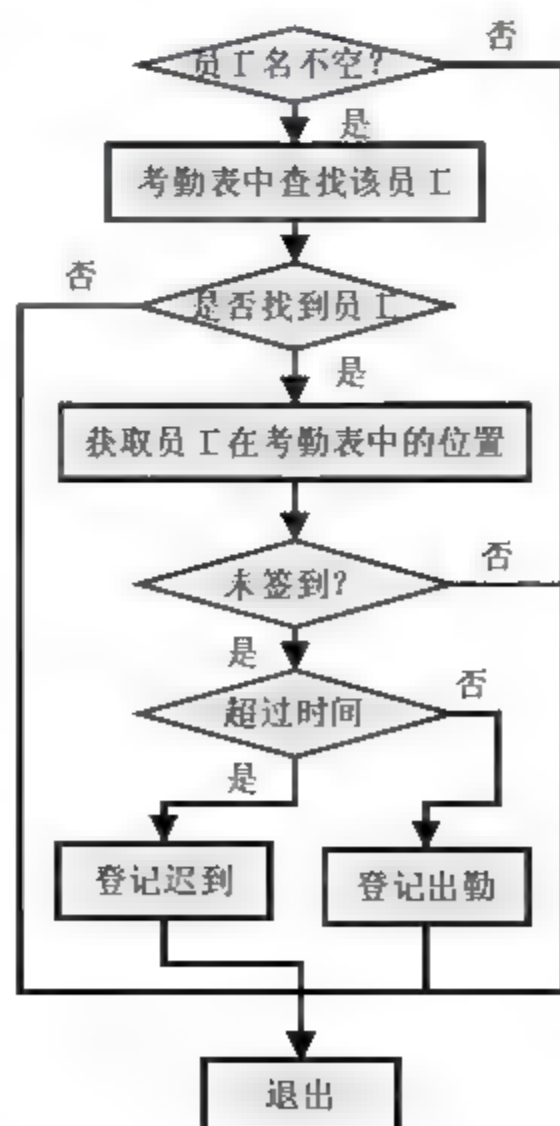 否
员工名不空?
是
考勤表中查找该员工
否
是否找到员工
是
获取员工在考勤表中的位置
否
未签到?
是
否
超过时间
是
登记迟到
登记出勤
退出